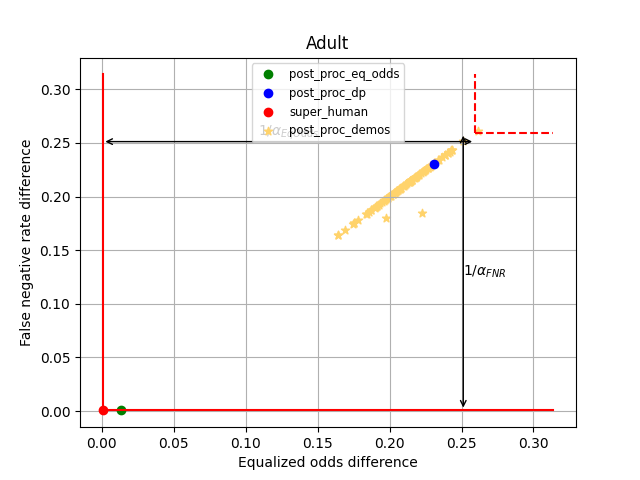 Adult
post_proc_eq_odds
post_proc_dp
super_human
post_proc_demos
1/α
1/α_FNR
False negative rate difference
0.30
0.25
0.20
0.15
0.10
0.05
0.00
0.00 0.05 0.10 0.15 0.20 0.25 0.30
Equalized odds difference